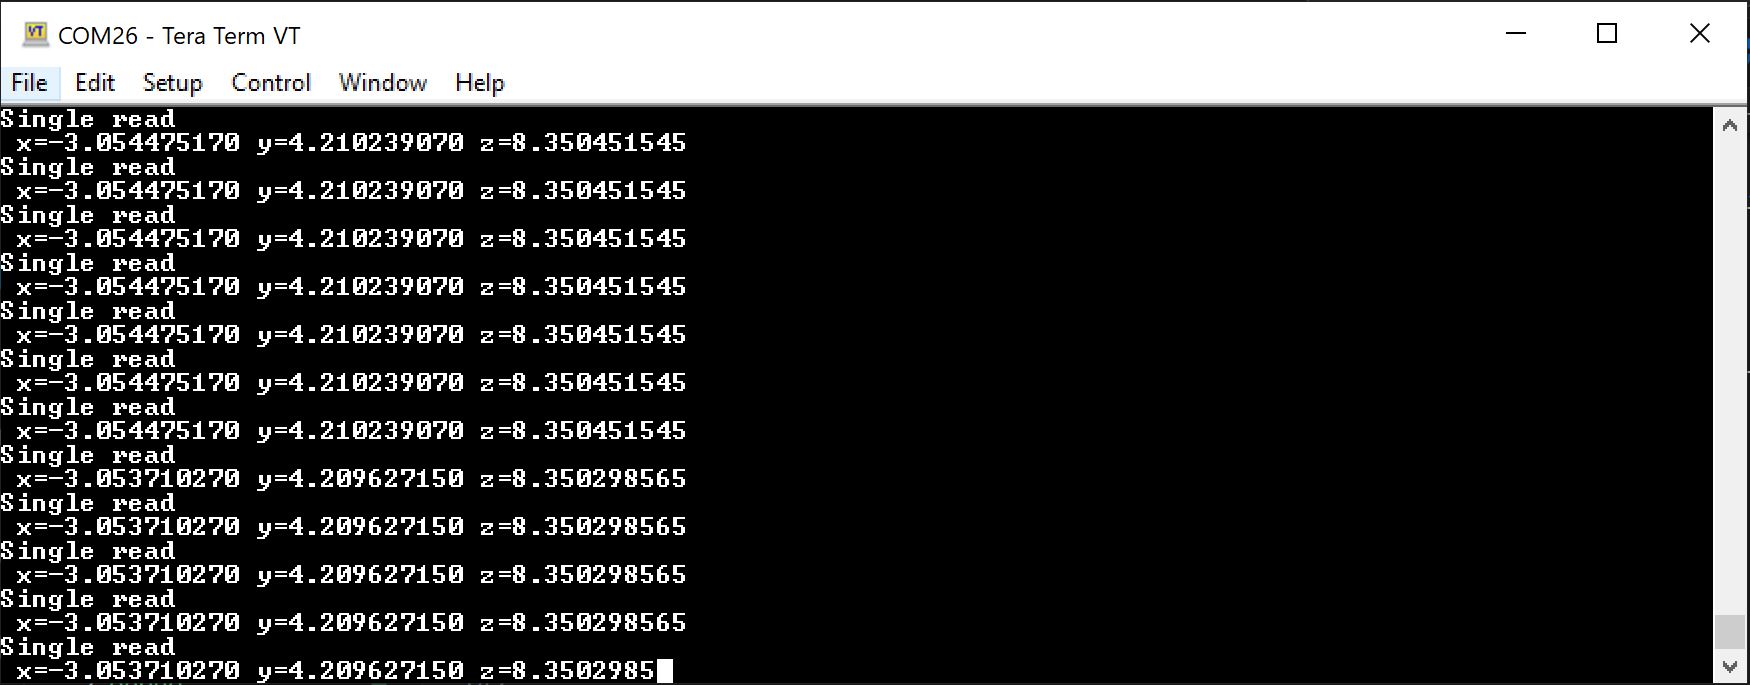 VT
COM26 - Tera Term VT
File Edit Setup Control Window Help
Single read
x=-3.054475170 y=4.210239070 z=8.350451545
Single read
x=-3.054475170 y=4.210239070 z=8.350451545
Single read
x=-3.054475170 y=4.210239070 z=8.350451545
Single read
x=-3.054475170 y=4.210239070 z=8.350451545
Single read
x=-3.054475170 y=4.210239070 z=8.350451545
Single read
x=-3.054475170 y=4.210239070 z=8.350451545
Single read
x=-3.054475170 y=4.210239070 z=8.350451545
Single read
x=-3.053710270 y=4.209627150 z=8.350298565
Single read
x=-3.053710270 y=4.209627150 z=8.350298565
Single read
x=-3.053710270 y=4.209627150 z=8.350298565
Single read
x=-3.053710270 y=4.209627150 z=8.350298565
Single read
x=-3.053710270 y=4.209627150 z=8.3502985